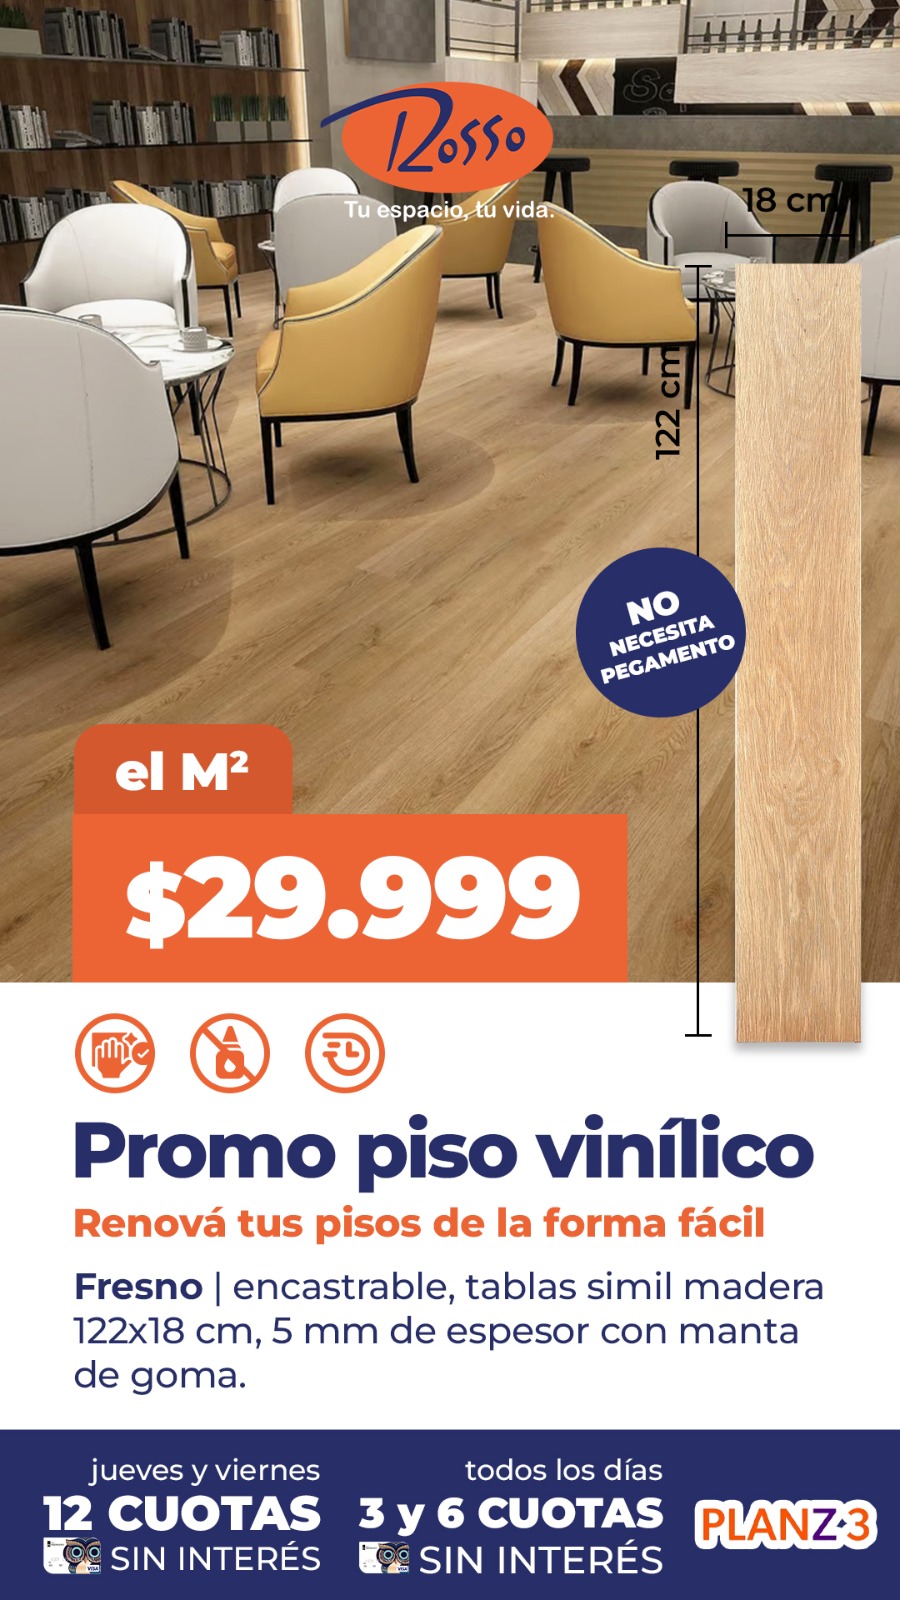 Rosso
Tu espacio, tu vida.
18 cm
122 cm
NO
NECESITA
PEGAMENTO
el M²
$29.999
Promo piso vinílico
Renová tus pisos de la forma fácil
Fresno | encastrable, tablas simil madera
122x18 cm, 5 mm de espesor con manta
de goma.
jueves y viernes
12 CUOTAS
VISA SIN INTERÉS
todos los días
3 y 6 CUOTAS
VISA SIN INTERÉS
PLANZ·3